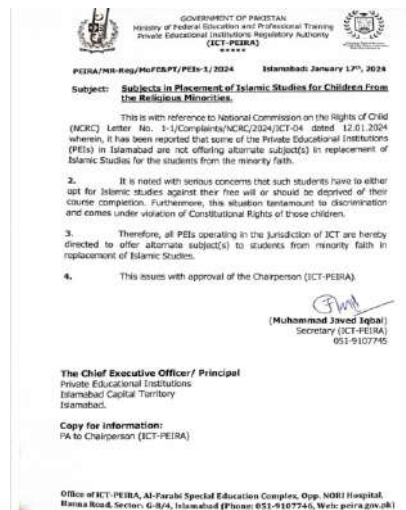 GOVERNMENT OF PAKISTAN
Ministry of Federal Education and Professional Training
Private Educational Institutions Regulatory Authority
(ICT-PEIRA)
*****
PEIRA/MR-Reg/MoFE&PT/PEIs-1/2024 Islamabad: January 17th, 2024
Subject: Subjects in Placement of Islamic Studies for Children From
the Religious Minorities.
This is with reference to National Commission on the Rights of Child
(NCRC) Letter No. 1-1/Complaints/NCRC/2024/ICT-04 dated 12.01.2024
wherein, it has been reported that some of the Private Educational Institutions
(PEIs) in Islamabad are not offering alternate subject(s) in replacement of
Islamic Studies for the students from the minority faith.
2. It is noted with serious concerns that such students have to either
opt for Islamic studies against their free will or should be deprived of their
course completion. Furthermore, this situation tantamount to discrimination
and comes under violation of Constitutional Rights of those children.
3. Therefore, all PEIs operating in the jurisdiction of ICT are hereby
directed to offer alternate subject(s) to students from minority faith in
replacement of Islamic Studies.
4. This issues with approval of the Chairperson (ICT-PEIRA).
(Muhammad Javed Iqbal)
Secretary (ICT-PEIRA)
051-9107745
The Chief Executive Officer/ Principal
Private Educational Institutions
Islamabad Capital Territory
Islamabad.
Copy for information:
PA to Chairperson (ICT-PEIRA)
Office of ICT-PEIRA, Al-Farabi Special Education Complex, Opp. NORI Hospital,
Hanna Road, Sector: G-8/4, Islamabad (Phone: 051-9107746, Web: peira.gov.pk)